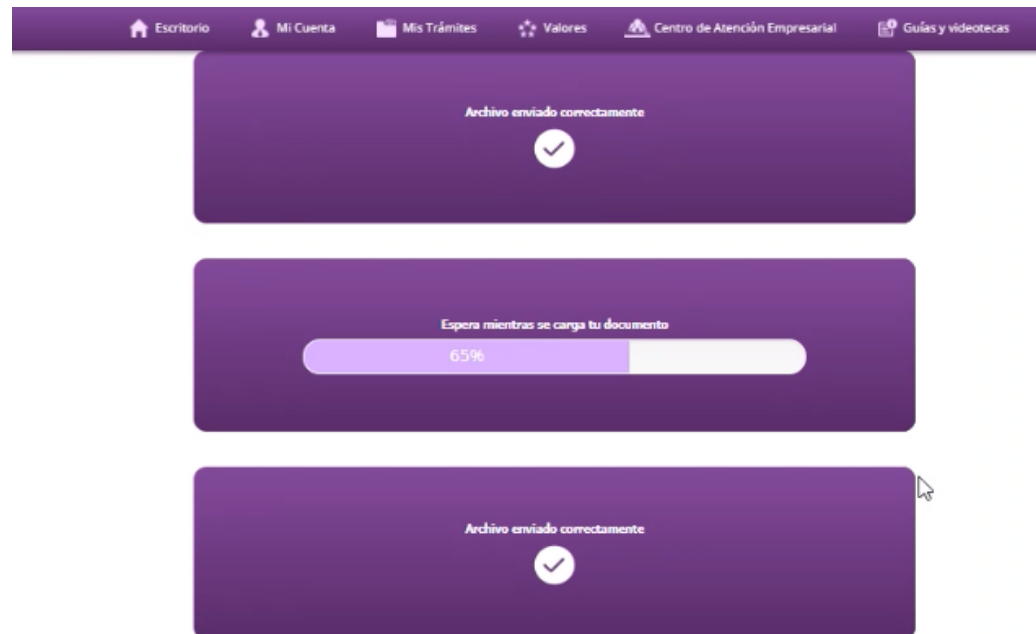 Escritorio Mi Cuenta Mis Trámites Valores Centro de Atención Empresarial Guías y videotecas
Archivo enviado correctamente
Espera mientras se carga tu documento
65%
Archivo enviado correctamente